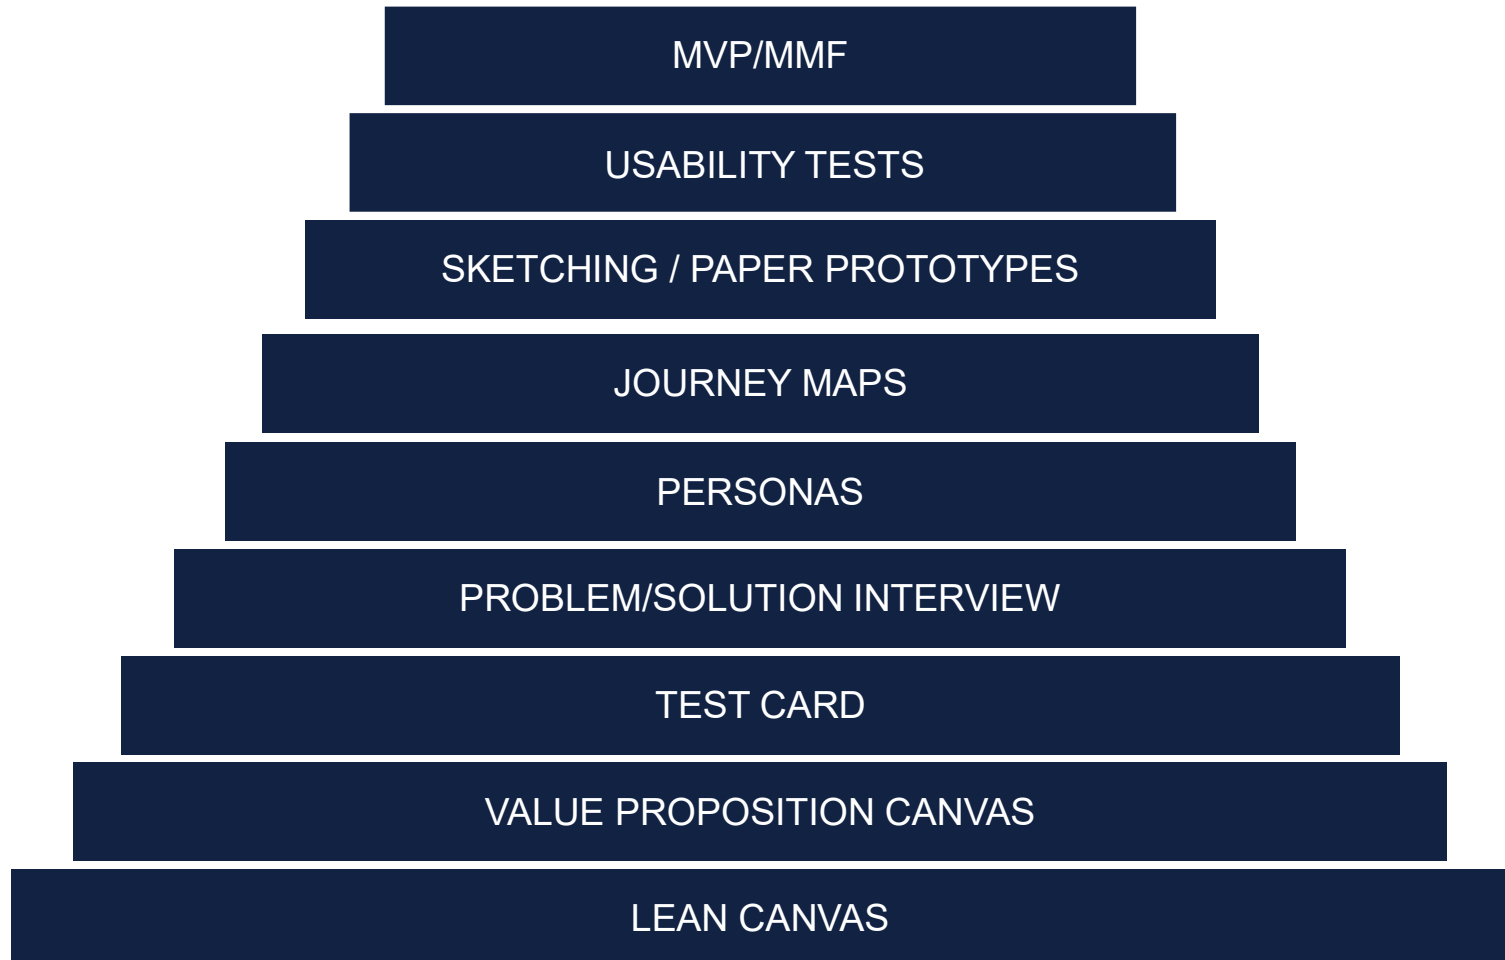 MVP/MMF
USABILITY TESTS
SKETCHING / PAPER PROTOTYPES
JOURNEY MAPS
PERSONAS
PROBLEM/SOLUTION INTERVIEW
TEST CARD
VALUE PROPOSITION CANVAS
LEAN CANVAS